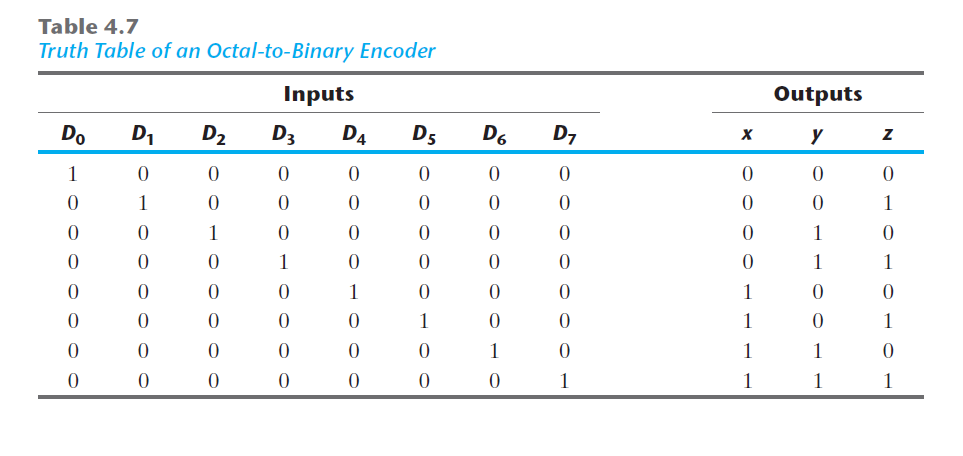 Table 4.7
Truth Table of an Octal-to-Binary Encoder
Inputs Outputs
D0 D1 D2 D3 D4 D5 D6 D7 x y z
1 0 0 0 0 0 0 0 0 0 0
0 1 0 0 0 0 0 0 0 0 1
0 0 1 0 0 0 0 0 0 1 0
0 0 0 1 0 0 0 0 0 1 1
0 0 0 0 1 0 0 0 1 0 0
0 0 0 0 0 1 0 0 1 0 1
0 0 0 0 0 0 1 0 1 1 0
0 0 0 0 0 0 0 1 1 1 1